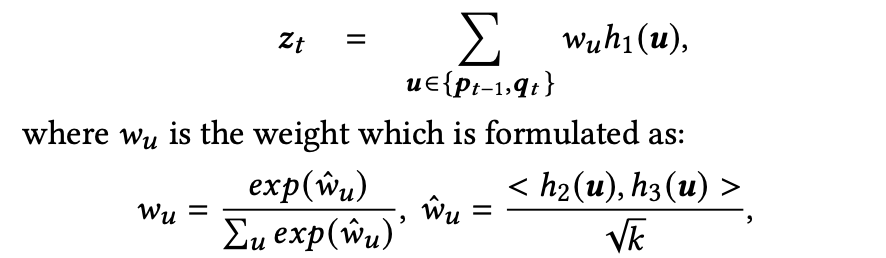 z_t = ∑_{u∈{p_{t−1},q_t}} w_u h_1(u),
where w_u is the weight which is formulated as:
w_u = exp(ŵ_u) / ∑_u exp(ŵ_u), ŵ_u = < h_2(u), h_3(u) > / √k,